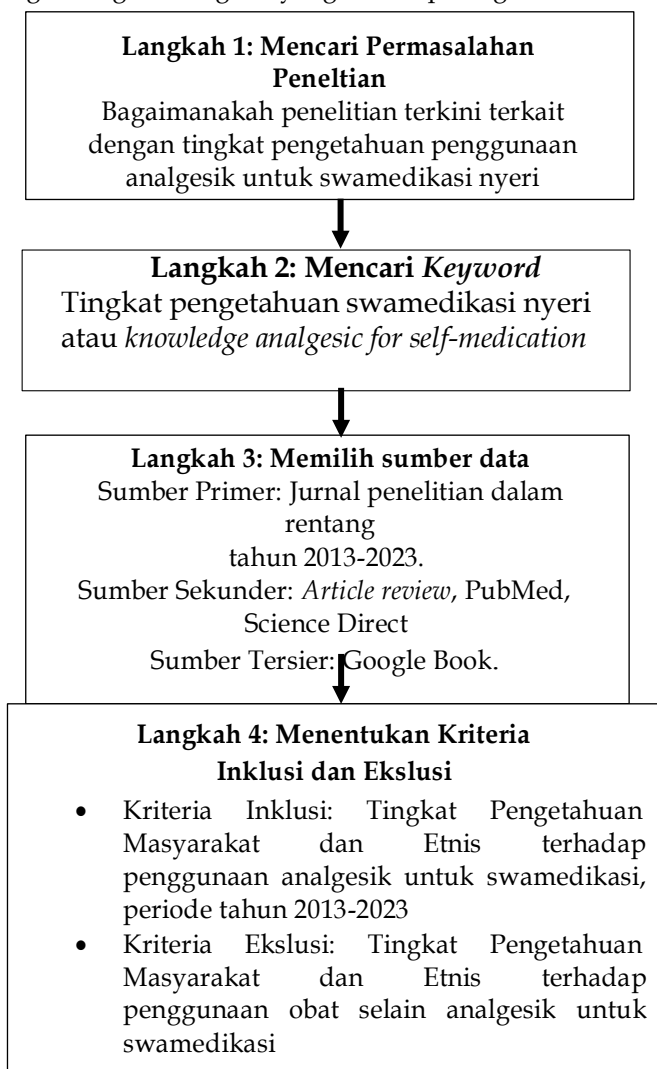 Langkah 1: Mencari Permasalahan
Peneltian
Bagaimanakah penelitian terkini terkait
dengan tingkat pengetahuan penggunaan
analgesik untuk swamedikasi nyeri
Langkah 2: Mencari Keyword
Tingkat pengetahuan swamedikasi nyeri
atau knowledge analgesic for self-medication
Langkah 3: Memilih sumber data
Sumber Primer: Jurnal penelitian dalam
rentang
tahun 2013-2023.
Sumber Sekunder: Article review, PubMed,
Science Direct
Sumber Tersier: Google Book.
Langkah 4: Menentukan Kriteria
Inklusi dan Ekslusi
• Kriteria Inklusi: Tingkat Pengetahuan
Masyarakat dan Etnis terhadap
penggunaan analgesik untuk swamedikasi,
periode tahun 2013-2023
• Kriteria Ekslusi: Tingkat Pengetahuan
Masyarakat dan Etnis terhadap
penggunaan obat selain analgesik untuk
swamedikasi